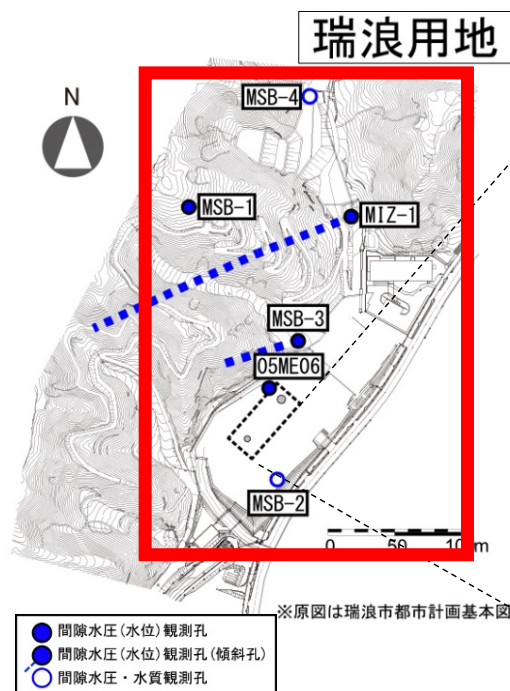 瑞浪用地
MSB-4
N
MSB-1
MIZ-1
MSB-3
05ME06
MSB-2
0 50 100m
※原図は瑞浪市都市計画基本図
間隙水圧(水位)観測孔
間隙水圧(水位)観測孔(傾斜孔)
間隙水圧・水質観測孔